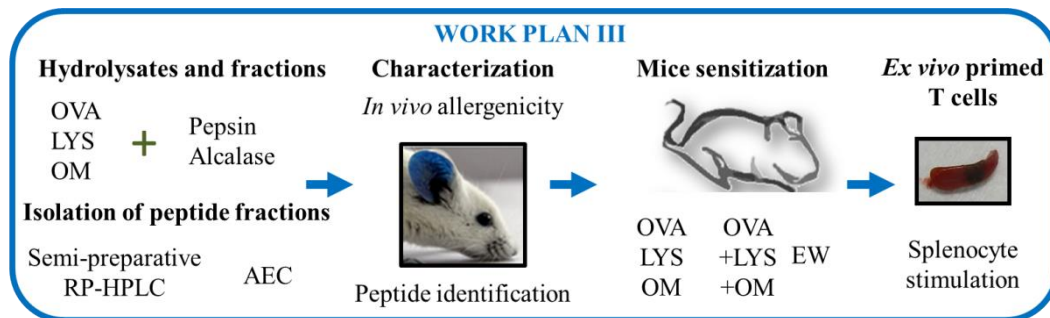 WORK PLAN III
Hydrolysates and fractions
OVA
LYS
OM
+
Pepsin
Alcalase
Isolation of peptide fractions
Semi-preparative
RP-HPLC
AEC
Characterization
In vivo allergenicity
Peptide identification
Mice sensitization
OVA
LYS
OM
OVA
+LYS
+OM
EW
Ex vivo primed
T cells
Splenocyte
stimulation